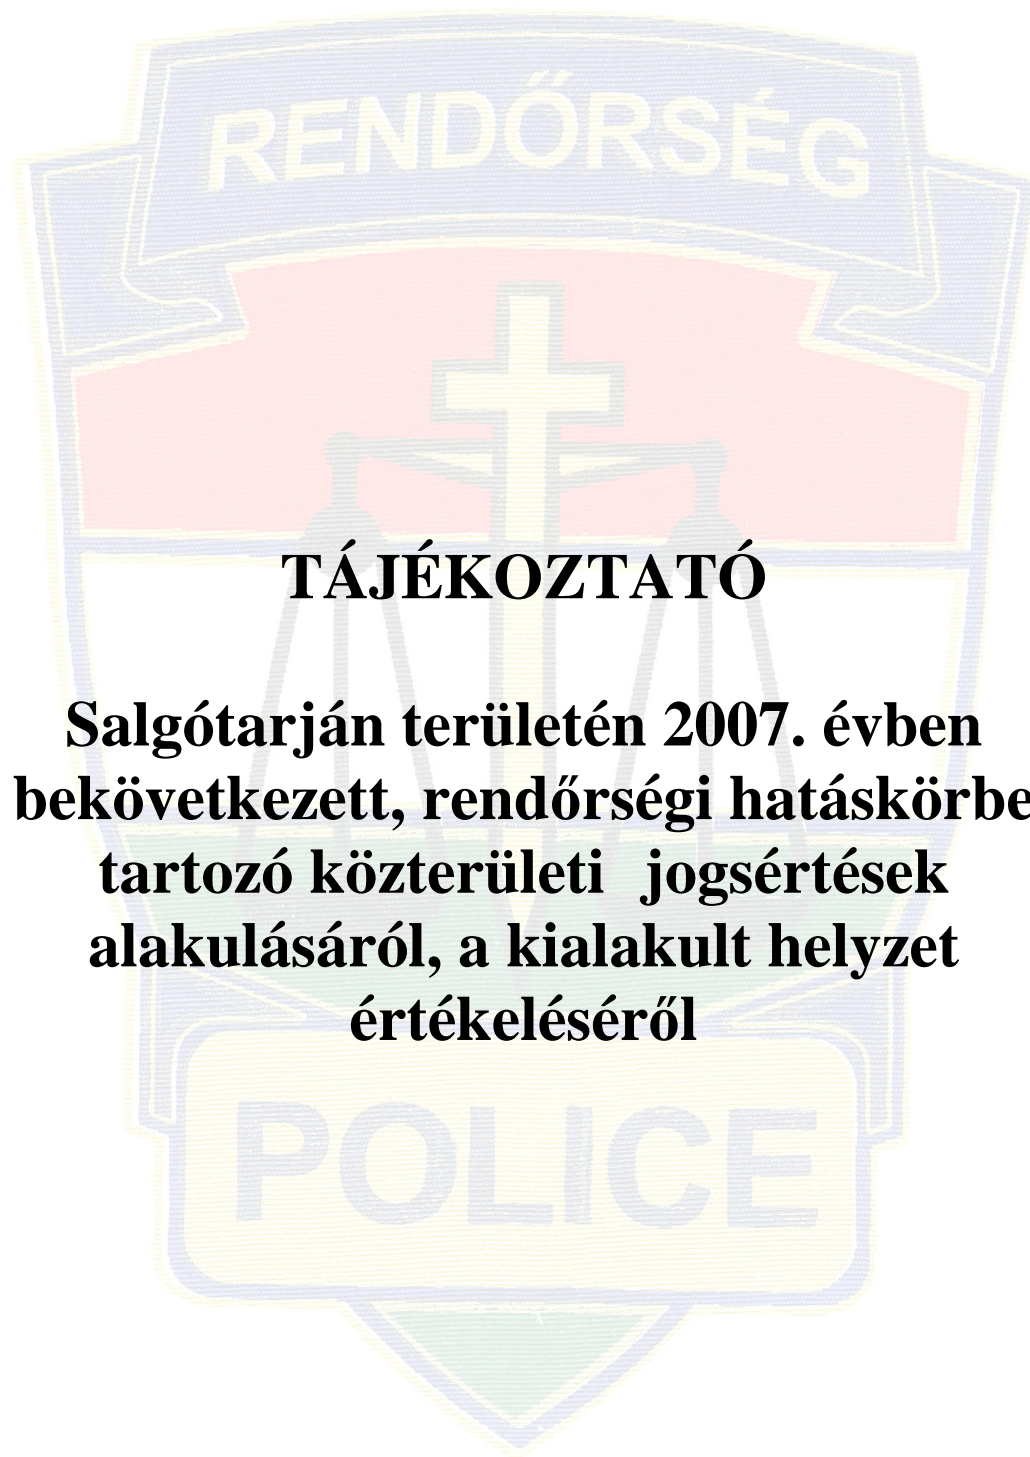 RENDŐRSÉG
TÁJÉKOZTATÓ
Salgótarján területén 2007. évben
bekövetkezett, rendőrségi hatáskörbe
tartozó közterületi jogsértések
alakulásáról, a kialakult helyzet
értékeléséről
POLICE